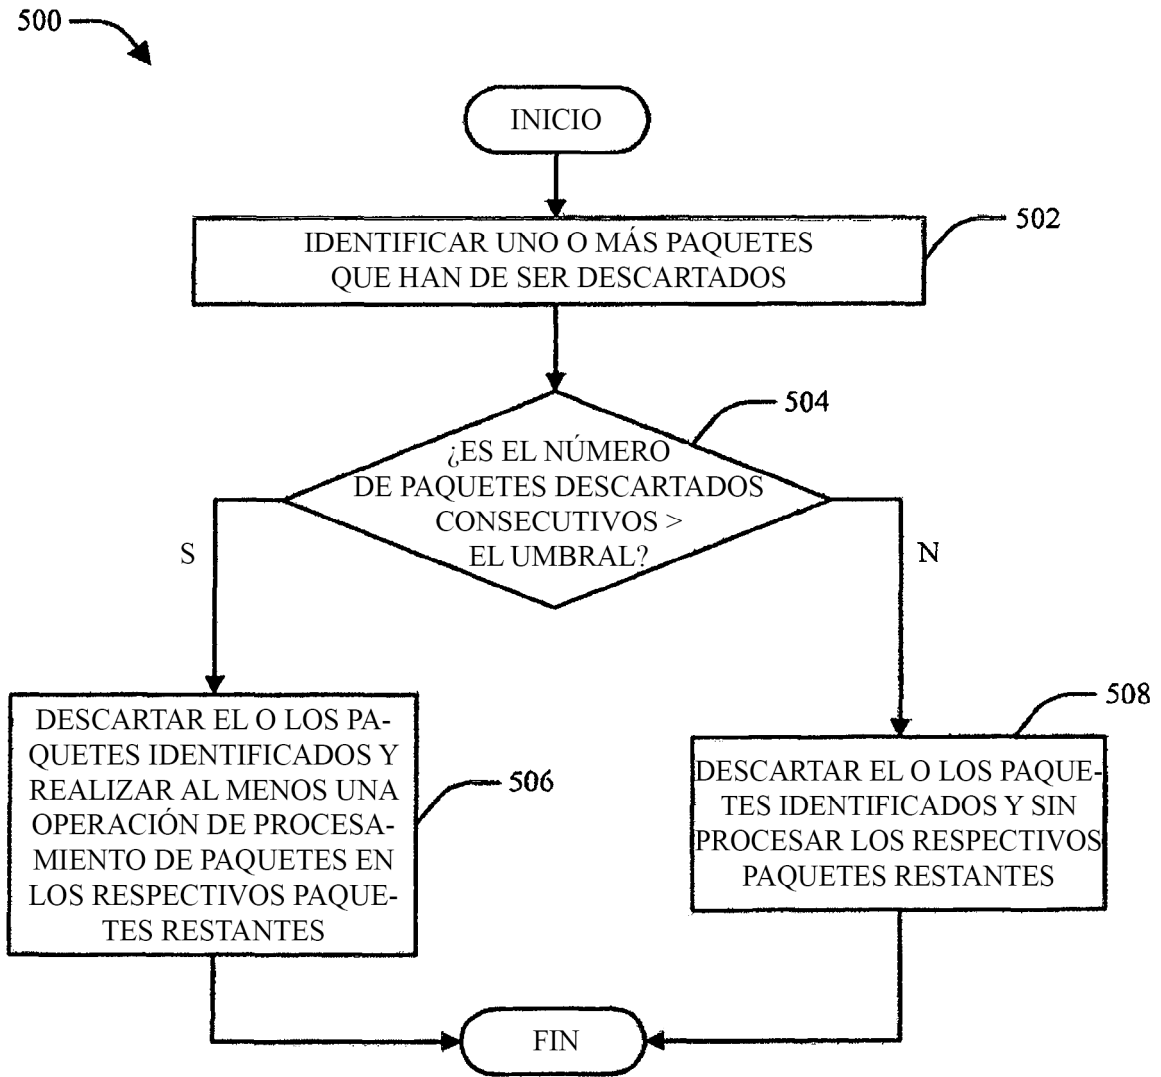 500
INICIO
502
IDENTIFICAR UNO O MÁS PAQUETES
QUE HAN DE SER DESCARTADOS
504
¿ES EL NÚMERO
DE PAQUETES DESCARTADOS
CONSECUTIVOS >
EL UMBRAL?
S
N
DESCARTAR EL O LOS PA-
QUETES IDENTIFICADOS Y
REALIZAR AL MENOS UNA
OPERACIÓN DE PROCESA-
MIENTO DE PAQUETES EN
LOS RESPECTIVOS PAQUE-
TES RESTANTES
506
508
DESCARTAR EL O LOS PAQUE-
TES IDENTIFICADOS Y SIN
PROCESAR LOS RESPECTIVOS
PAQUETES RESTANTES
FIN